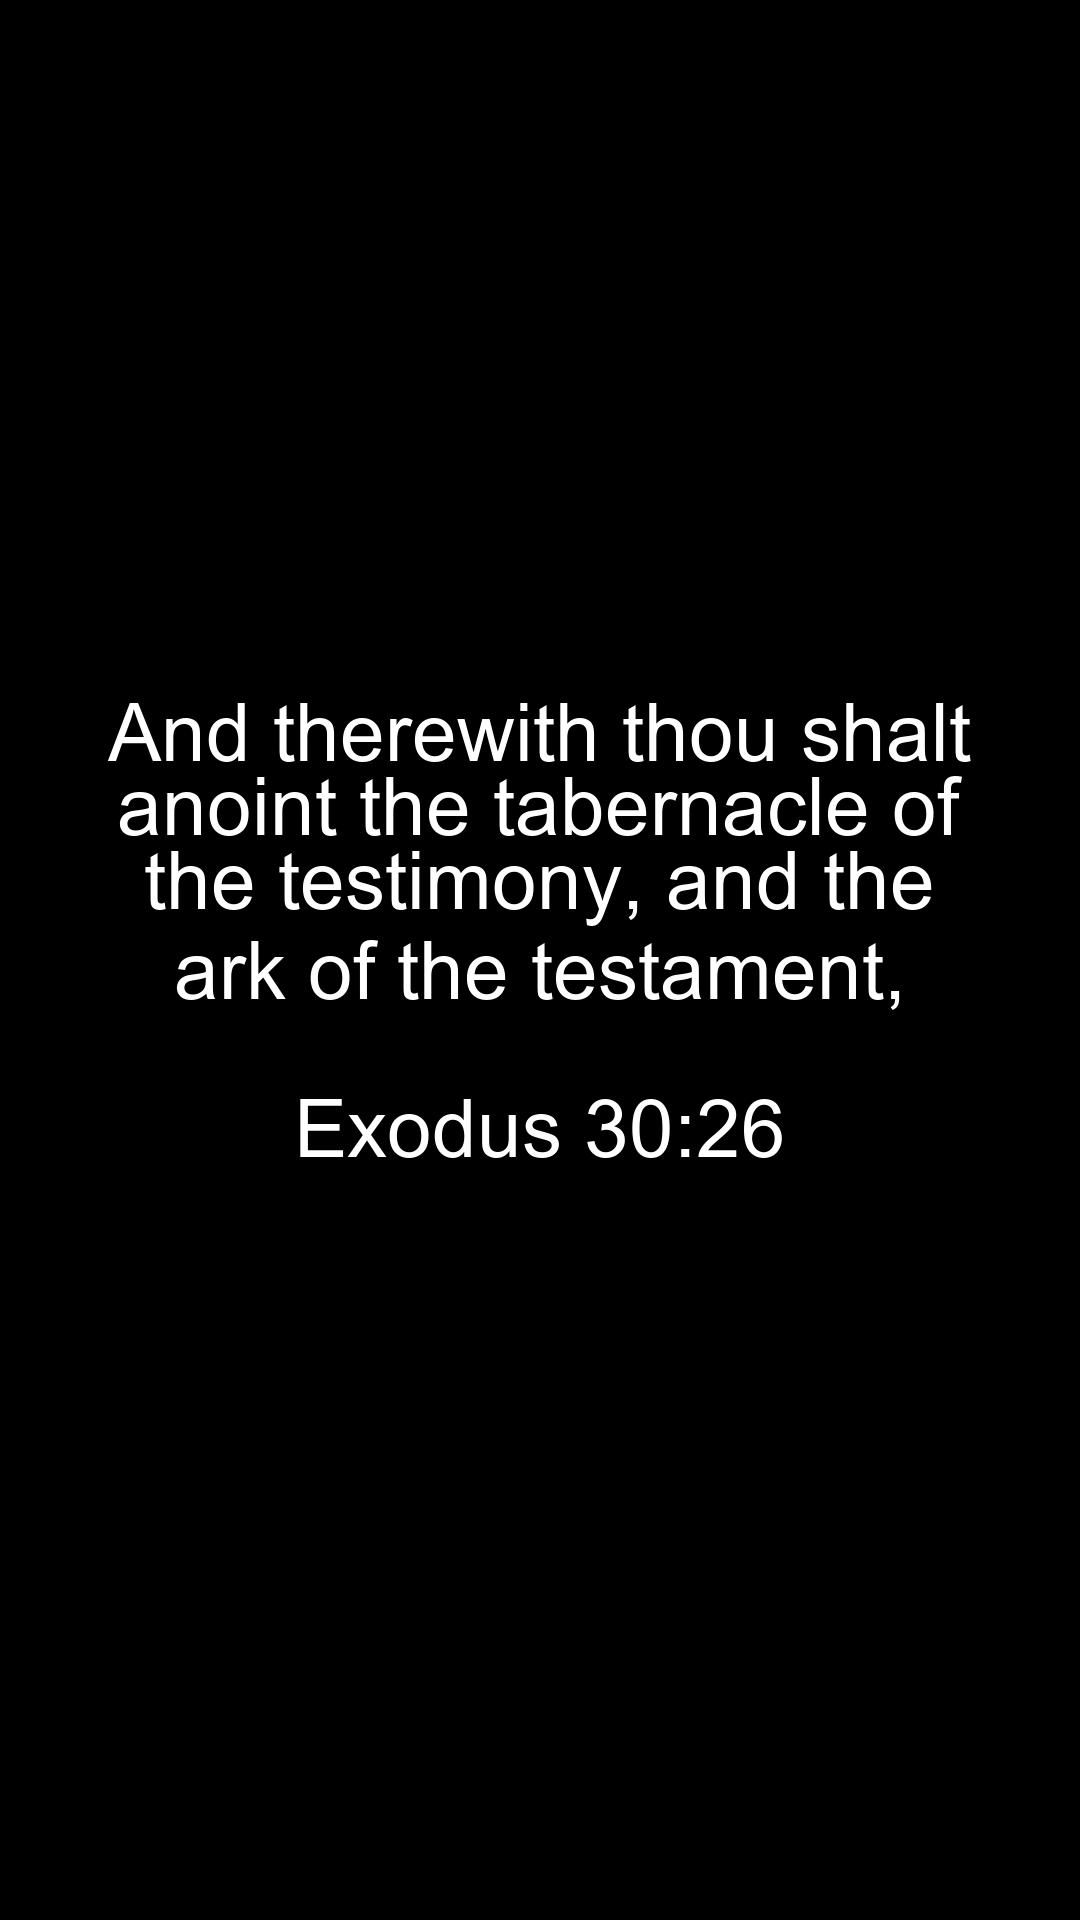 And therewith thou shalt
anoint the tabernacle of
the testimony, and the
ark of the testament,
Exodus 30:26